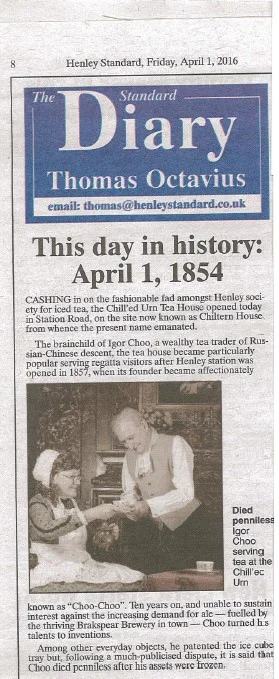 8 Henley Standard, Friday, April 1, 2016
The Standard
Diary
Thomas Octavius
email: thomas@henleystandard.co.uk
This day in history:
April 1, 1854
CASHING in on the fashionable fad amongst Henley soci-
ety for iced tea, the Chill'ed Urn Tea House opened today
in Station Road, on the site now known as Chiltern House
from whence the present name emanated.
The brainchild of Igor Choo, a wealthy tea trader of Rus-
sian-Chinese descent, the tea house became particularly
popular serving regatta visitors after Henley station was
opened in 1857, when its founder became affectionately
Died
penniless
Igor
Choo
serving
tea at the
Chill'ec
Urn
known as "Choo-Choo". Ten years on, and unable to sustain
interest against the increasing demand for ale — fuelled by
the thriving Brakspear Brewery in town — Choo turned h:s
talents to inventions.
Among other everyday objects, he patented the ice cube
tray but, following a much-publicised dispute, it is said that
Choo died penniless after his assets were frozen.